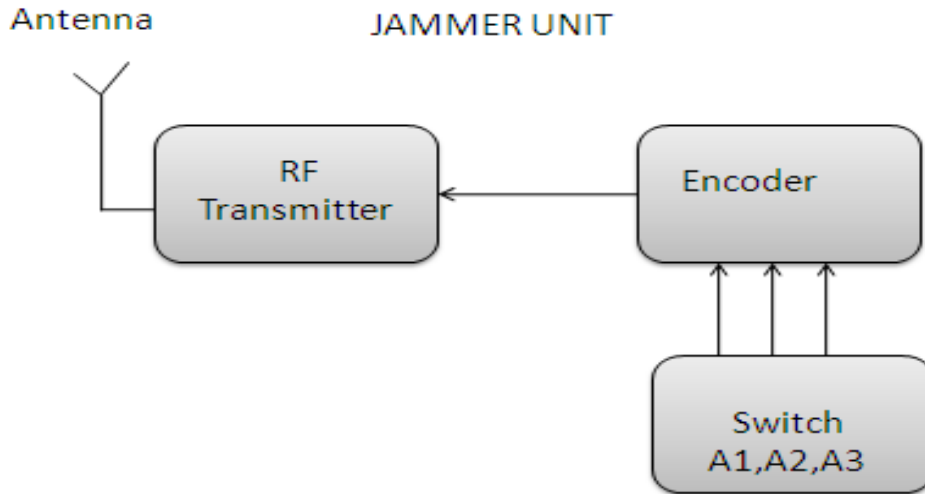 Antenna
JAMMER UNIT
RF
Transmitter
Encoder
Switch
A1,A2,A3